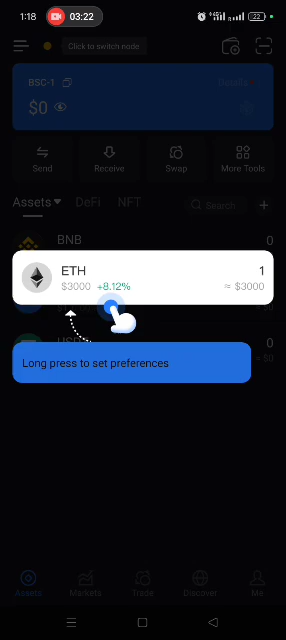 1:18
03:22
22
Click to switch node
BSC-1
Details
$0
Send
Receive
Swap
More Tools
Assets
DeFi
NFT
Search
BNB
0
ETH
1
$3000
+8.12%
≈ $3000
0
≈ $0
Long press to set preferences
Assets
Markets
Trade
Discover
Me